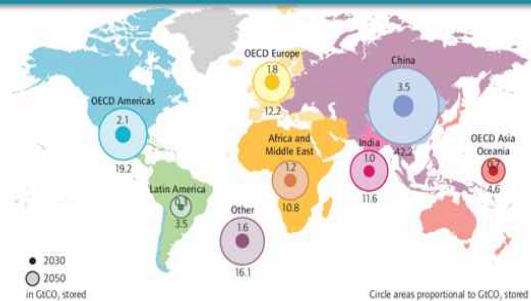 OECD Europe
1.8
12.2
China
3.5
42.2
OECD Americas
2.1
19.2
Africa and
Middle East
1.2
10.8
India
1.0
11.6
OECD Asia
Oceania
4.6
Latin America
3.5
Other
1.6
16.1
2030
2050
in GtCO₂ stored
Circle areas proportional to GtCO₂ stored